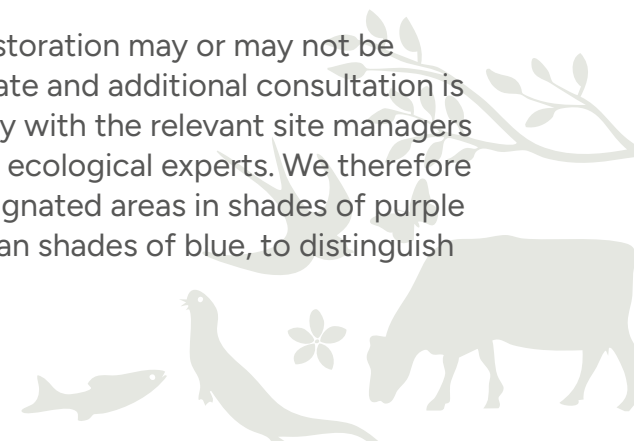 storation may or may not be
ate and additional consultation is
y with the relevant site managers
ecological experts. We therefore
gnated areas in shades of purple
an shades of blue, to distinguish